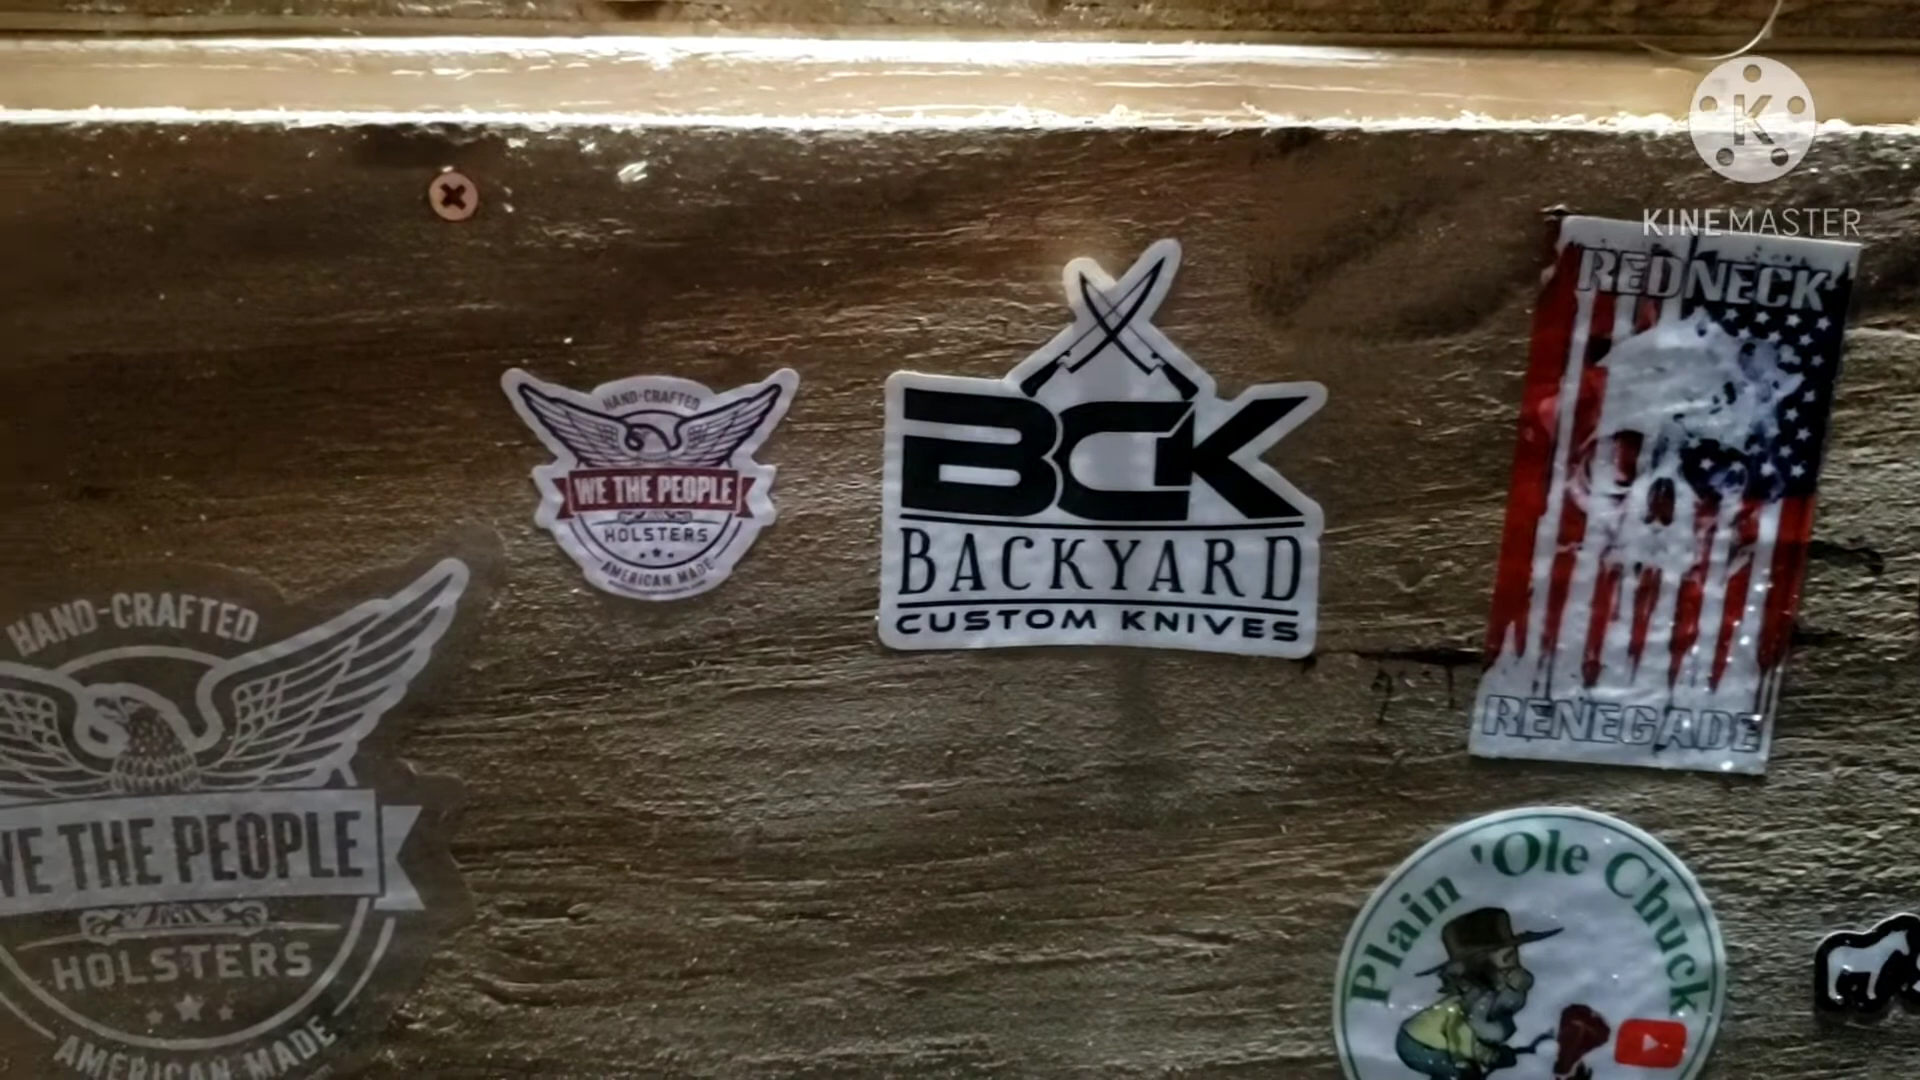 K
KINEMASTER
REDNECK
RENEGADE
HAND-CRAFTED
WE THE PEOPLE
HOLSTERS
AMERICAN MADE
BCK
BACKYARD
CUSTOM KNIVES
HAND-CRAFTED
WE THE PEOPLE
HOLSTERS
AMERICAN MADE
Plain 'Ole Chuck